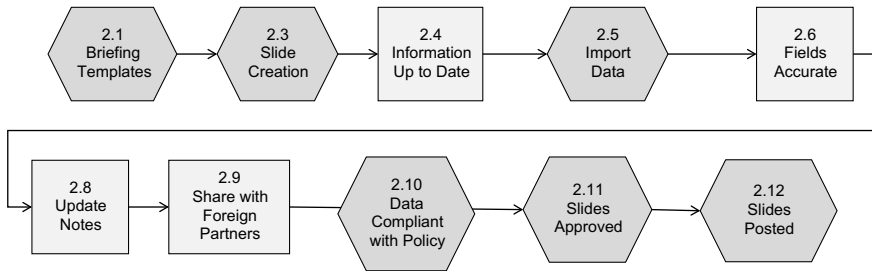 2.1
Briefing
Templates
2.3
Slide
Creation
2.4
Information
Up to Date
2.5
Import
Data
2.6
Fields
Accurate
2.8
Update
Notes
2.9
Share with
Foreign
Partners
2.10
Data
Compliant
with Policy
2.11
Slides
Approved
2.12
Slides
Posted